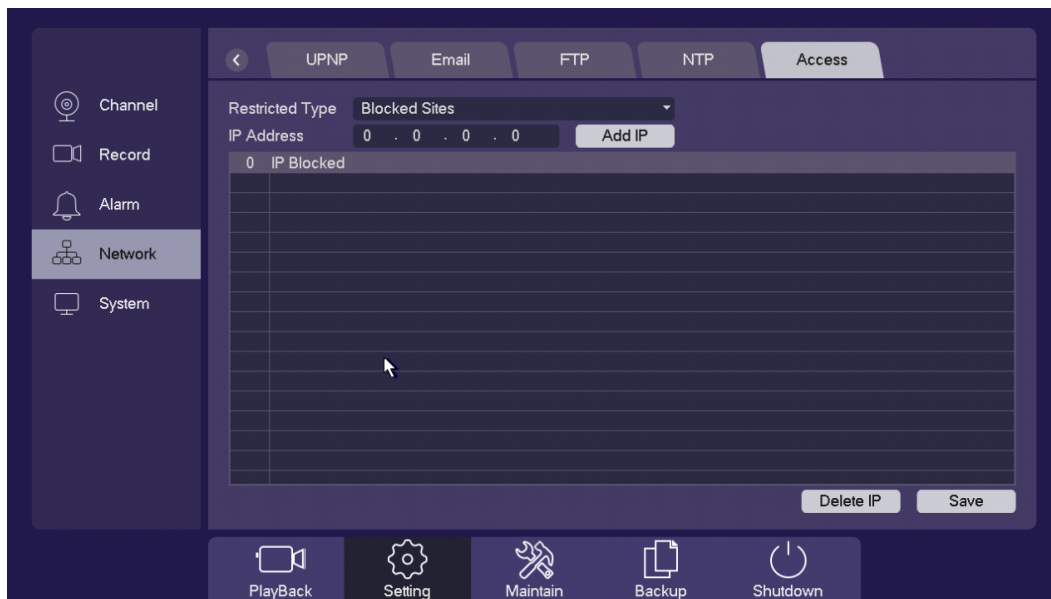 UPNP Email FTP NTP Access
Channel
Record
Alarm
Network
System
Restricted Type Blocked Sites
IP Address 0 . 0 . 0 . 0 Add IP
0 IP Blocked
Delete IP Save
PlayBack Setting Maintain Backup Shutdown